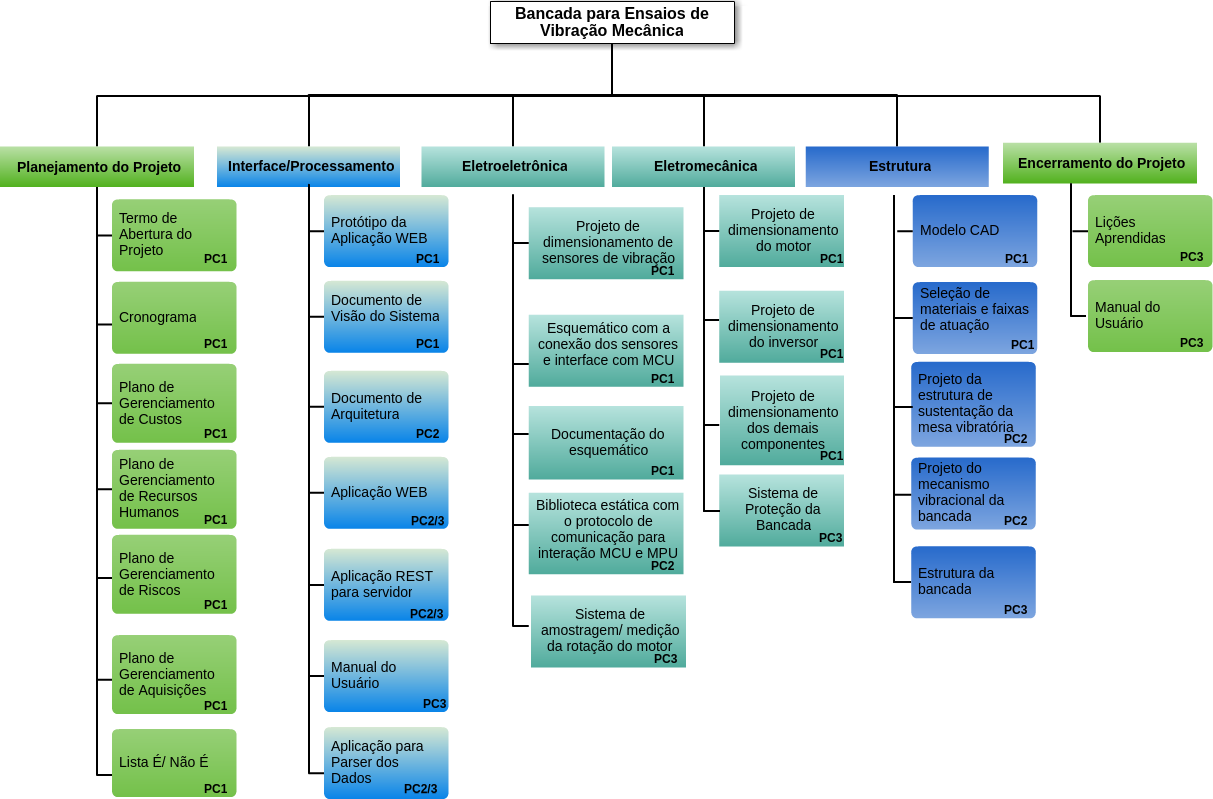 Bancada para Ensaios de
Vibração Mecânica
Planejamento do Projeto
Termo de
Abertura do
Projeto
PC1
Cronograma
PC1
Plano de
Gerenciamento
de Custos
PC1
Plano de
Gerenciamento
de Recursos
Humanos
PC1
Plano de
Gerenciamento
de Riscos
PC1
Plano de
Gerenciamento
de Aquisições
PC1
Lista É/ Não É
PC1
Interface/Processamento
Protótipo da
Aplicação WEB
PC1
Documento de
Visão do Sistema
PC1
Documento de
Arquitetura
PC2
Aplicação WEB
PC2/3
Aplicação REST
para servidor
PC2/3
Manual do
Usuário
PC3
Aplicação para
Parser dos
Dados
PC2/3
Eletroeletrônica
Projeto de
dimensionamento de
sensores de vibração
PC1
Esquemático com a
conexão dos sensores
e interface com MCU
PC1
Documentação do
esquemático
PC1
Biblioteca estática com
o protocolo de
comunicação para
interação MCU e MPU
PC2
Sistema de
amostragem/ medição
da rotação do motor
PC3
Eletromecânica
Projeto de
dimensionamento
do motor
PC1
Projeto de
dimensionamento
do inversor
PC1
Projeto de
dimensionamento
dos demais
componentes
PC1
Sistema de
Proteção da
Bancada
PC3
Estrutura
Modelo CAD
PC1
Seleção de
materiais e faixas
de atuação
PC1
Projeto da
estrutura de
sustentação da
mesa vibratória
PC2
Projeto do
mecanismo
vibracional da
bancada
PC2
Estrutura da
bancada
PC3
Encerramento do Projeto
Lições
Aprendidas
PC3
Manual do
Usuário
PC3